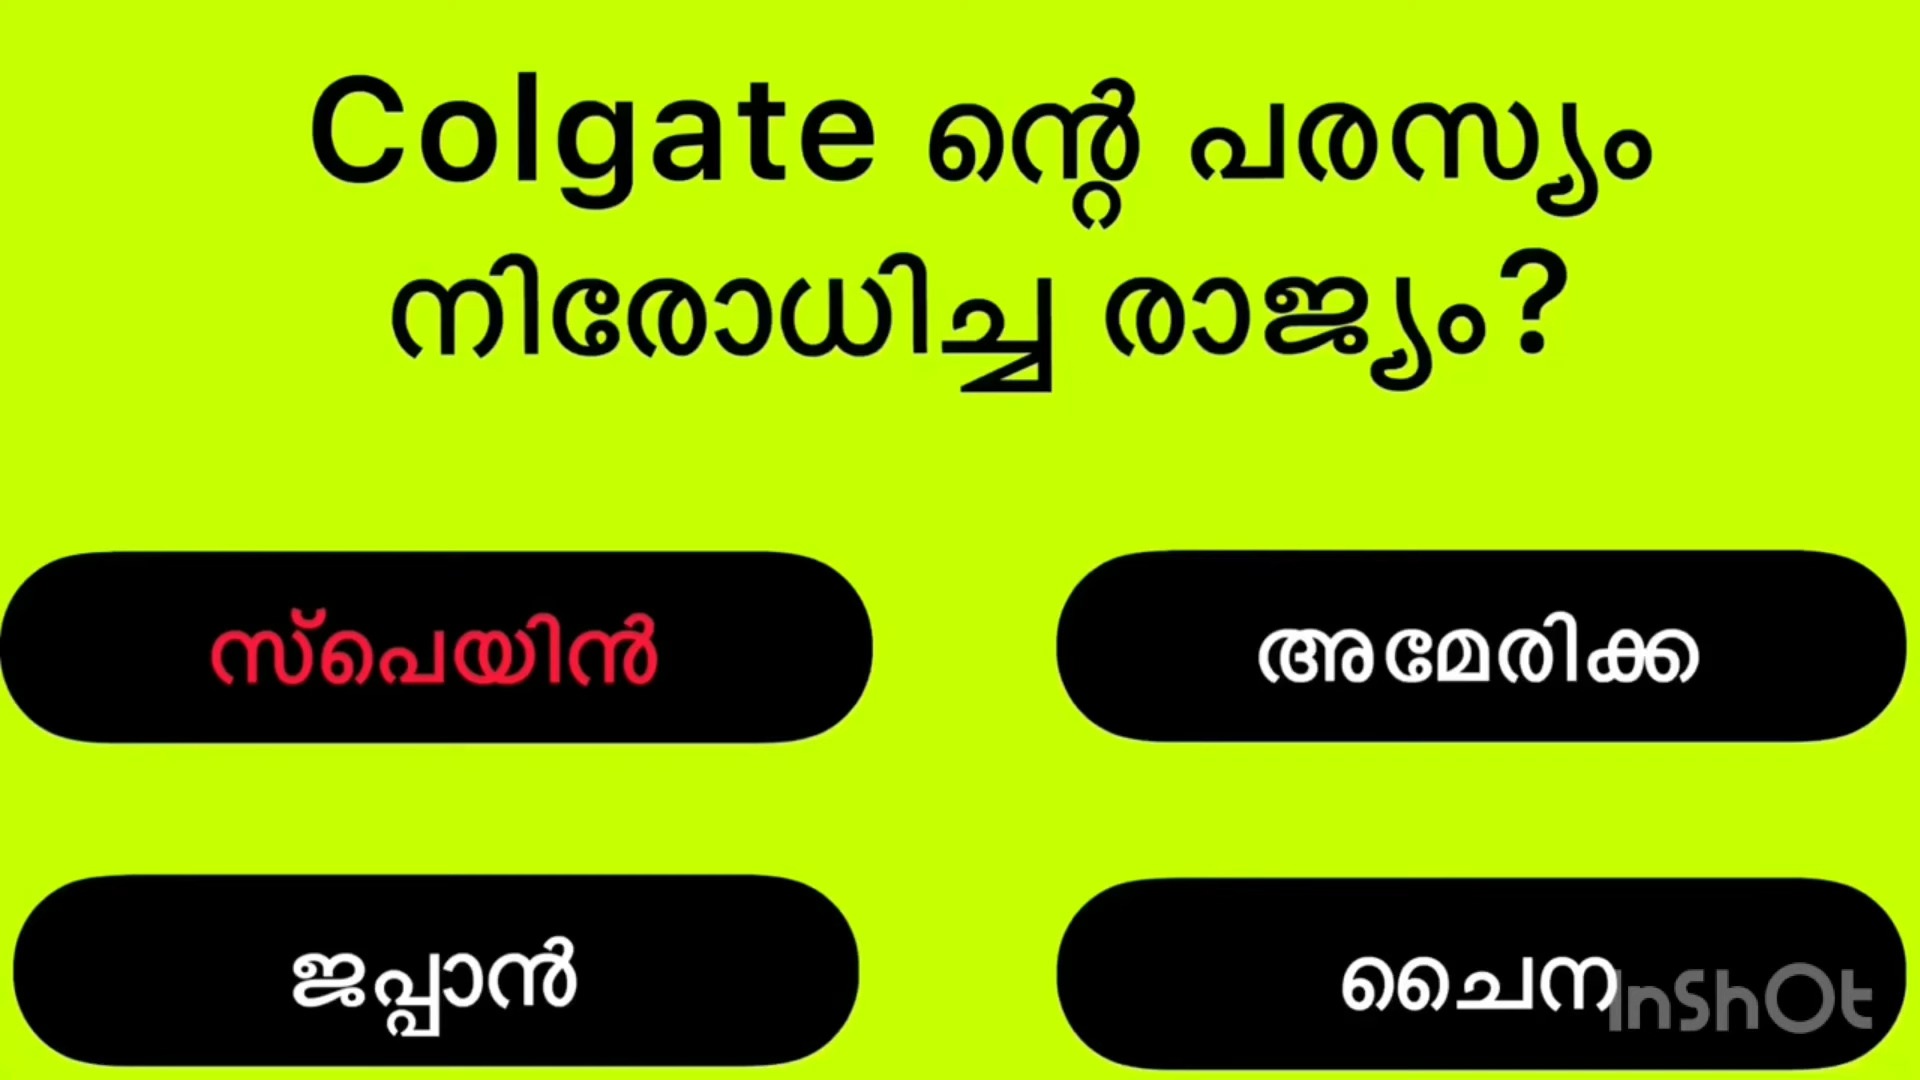 Colgate ന്റെ പരസ്യം
നിരോധിച്ച രാജ്യം?
സ്പെയിൻ
അമേരിക്ക
ജപ്പാൻ
ചൈന
InShOt